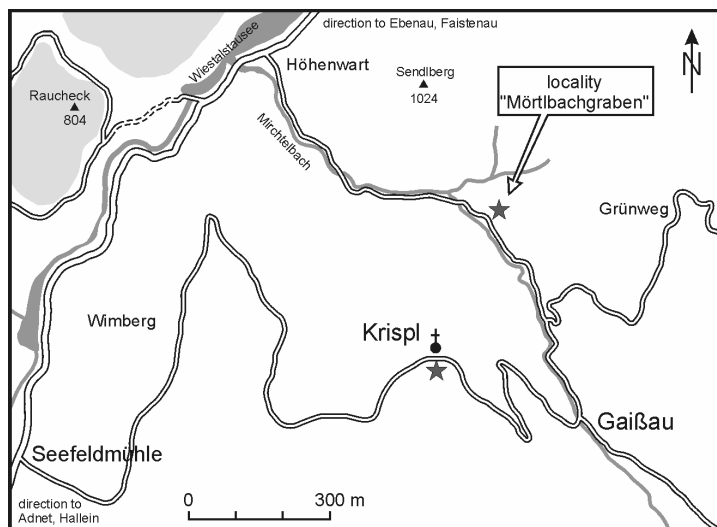 direction to Ebenau, Faistenau
Wiestalstausee
Höhenwart
Sendlberg
1024
locality
"Mörtlbachgraben"
N
Raucheck
804
Mirchtelbach
Grünweg
Wimberg
Krispl
Gaißau
Seefeldmühle
direction to
Adnet, Hallein
0 300 m